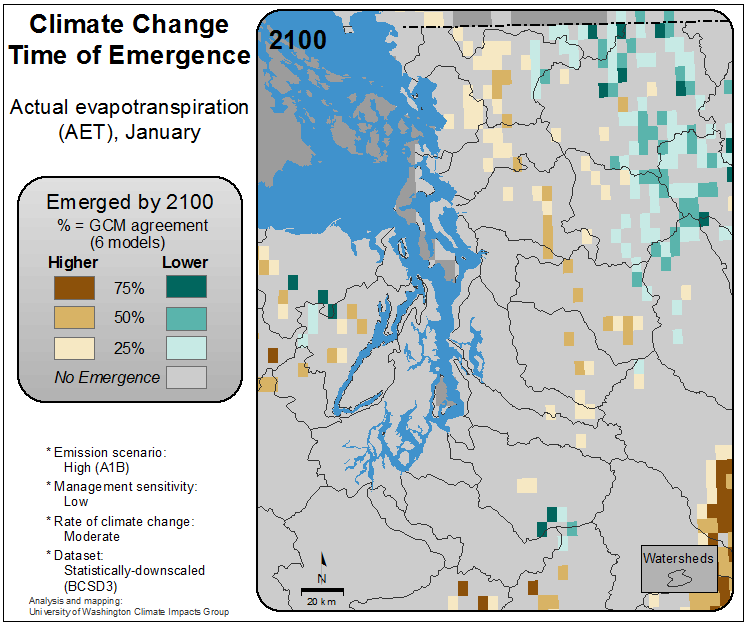 Climate Change
Time of Emergence
Actual evapotranspiration
(AET), January
Emerged by 2100
% = GCM agreement
(6 models)
Higher Lower
75%
50%
25%
No Emergence
* Emission scenario:
High (A1B)
* Management sensitivity:
Low
* Rate of climate change:
Moderate
* Dataset:
Statistically-downscaled
(BCSD3)
Analysis and mapping:
University of Washington Climate Impacts Group
2100
N
20 km
Watersheds